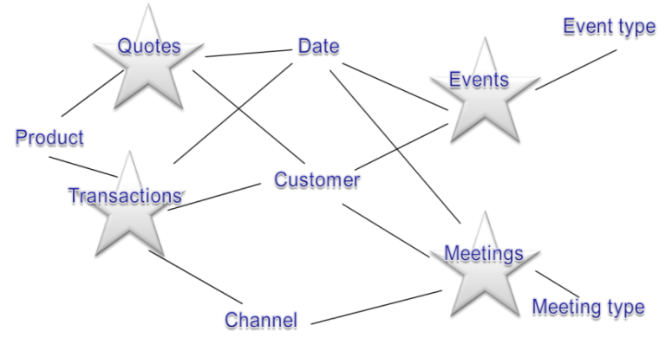 Event type
Quotes
Date
Events
Product
Customer
Transactions
Meetings
Meeting type
Channel